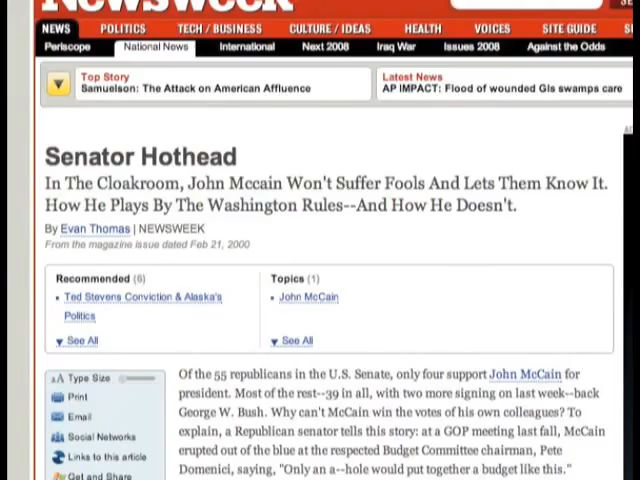 Newsweek
NEWS POLITICS TECH / BUSINESS CULTURE / IDEAS HEALTH VOICES SITE GUIDE
Periscope National News International Next 2008 Iraq War Issues 2008 Against the Odds
Top Story
Samuelson: The Attack on American Affluence
Latest News
AP IMPACT: Flood of wounded GIs swamps care
Senator Hothead
In The Cloakroom, John Mccain Won't Suffer Fools And Lets Them Know It.
How He Plays By The Washington Rules--And How He Doesn't.
By Evan Thomas | NEWSWEEK
From the magazine issue dated Feb 21, 2000
Recommended (6)
Ted Stevens Conviction & Alaska's
Politics
See All
Topics (1)
John McCain
See All
AA Type Size
Print
Email
Social Networks
Links to this article
Get and Share
Of the 55 republicans in the U.S. Senate, only four support John McCain for
president. Most of the rest--39 in all, with two more signing on last week--back
George W. Bush. Why can't McCain win the votes of his own colleagues? To
explain, a Republican senator tells this story: at a GOP meeting last fall, McCain
erupted out of the blue at the respected Budget Committee chairman, Pete
Domenici, saying, "Only an a--hole would put together a budget like this."